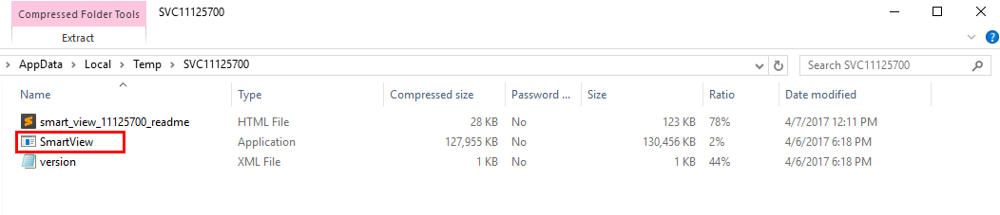 Compressed Folder Tools SVC11125700
Extract
AppData Local Temp SVC11125700 Search SVC11125700
Name Type Compressed size Password ... Size Ratio Date modified
smart_view_11125700_readme HTML File 28 KB No 123 KB 78% 4/7/2017 12:11 PM
SmartView Application 127,955 KB No 130,456 KB 2% 4/6/2017 6:18 PM
version XML File 1 KB No 1 KB 44% 4/6/2017 6:18 PM